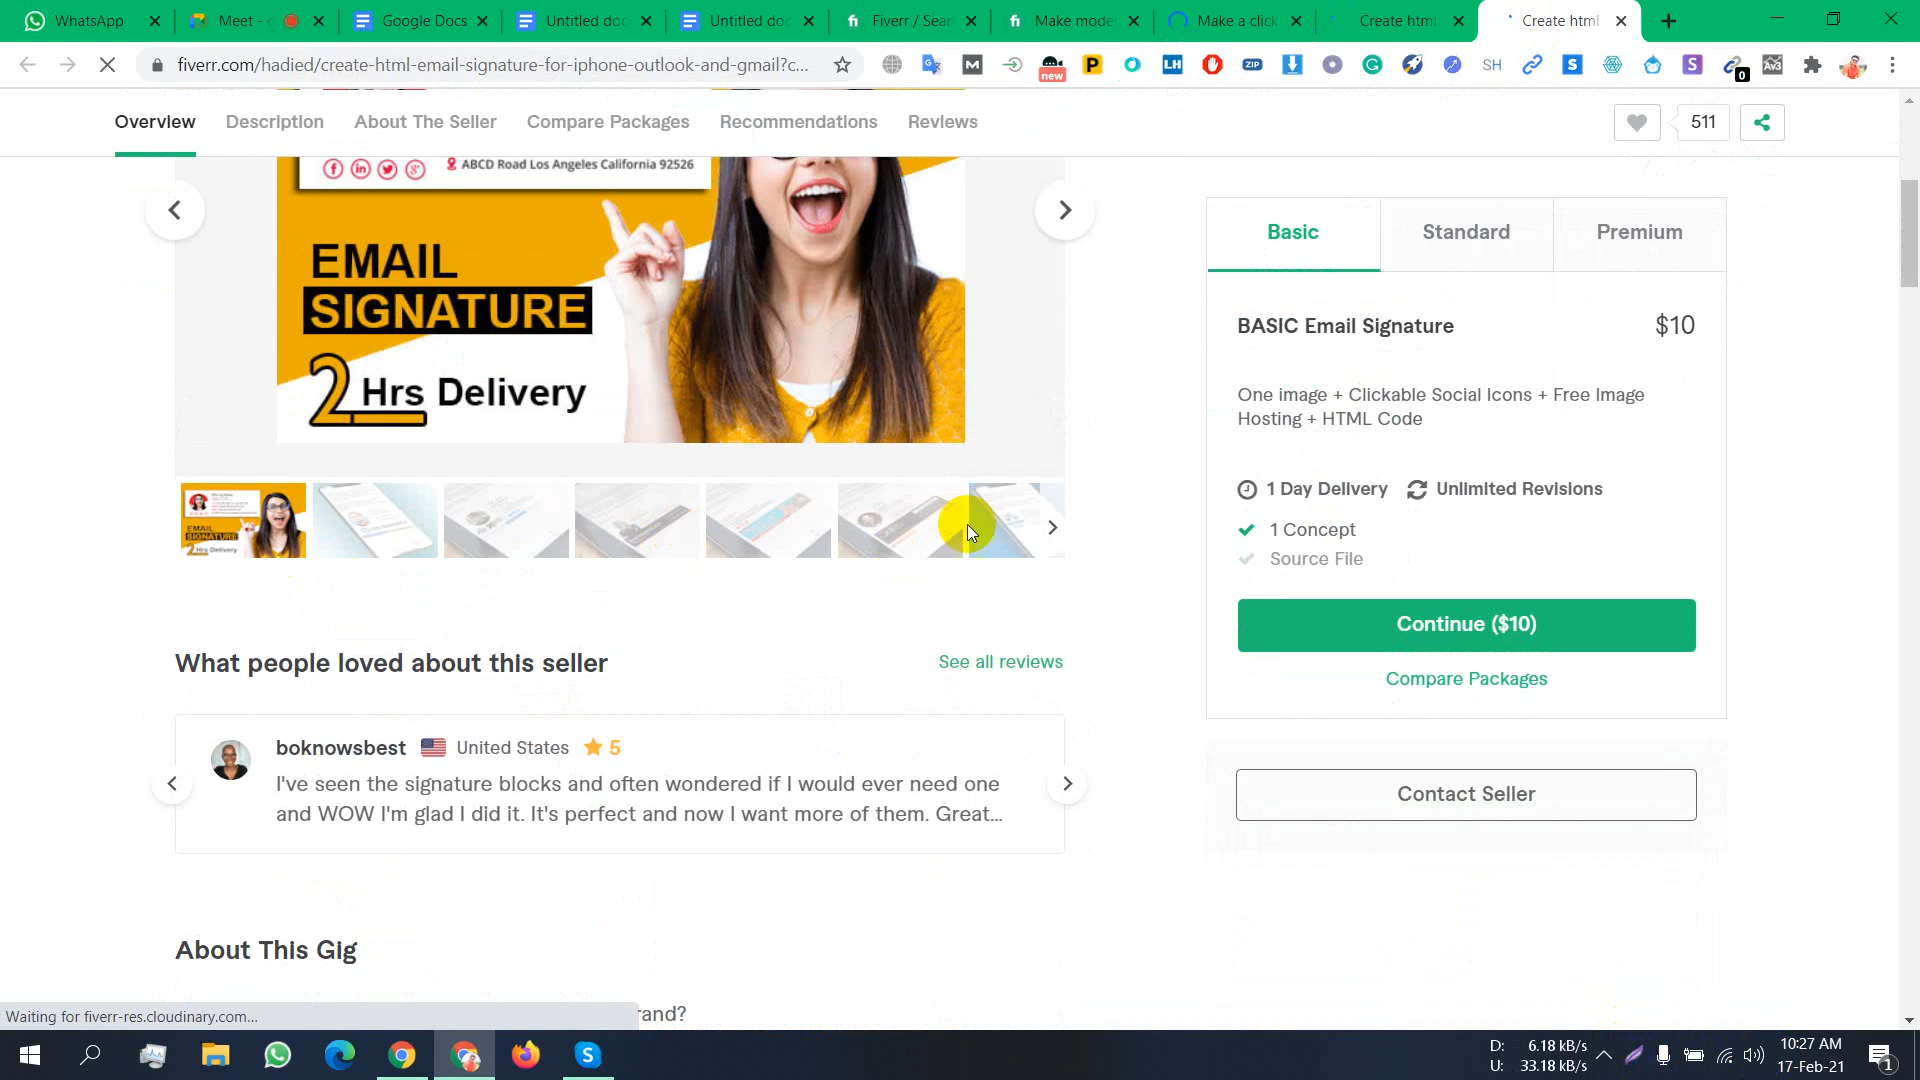 WhatsApp
Meet - d
Google Docs
Untitled doc
Untitled doc
Fiverr / Sear
Make mode
Make a click
Create html
Create html
fiverr.com/hadied/create-html-email-signature-for-iphone-outlook-and-gmail?c...
new
LH
ZIP
SH
0
Overview
Description
About The Seller
Compare Packages
Recommendations
Reviews
511
ABCD Road Los Angeles California 92526
EMAIL
SIGNATURE
2 Hrs Delivery
Basic
Standard
Premium
BASIC Email Signature
$10
One image + Clickable Social Icons + Free Image
Hosting + HTML Code
1 Day Delivery
Unlimited Revisions
1 Concept
Source File
Continue ($10)
Compare Packages
Contact Seller
What people loved about this seller
See all reviews
boknowsbest
United States
5
I've seen the signature blocks and often wondered if I would ever need one
and WOW I'm glad I did it. It's perfect and now I want more of them. Great...
About This Gig
rand?
Waiting for fiverr-res.cloudinary.com...
D: 6.18 kB/s
U: 33.18 kB/s
10:27 AM
17-Feb-21
1